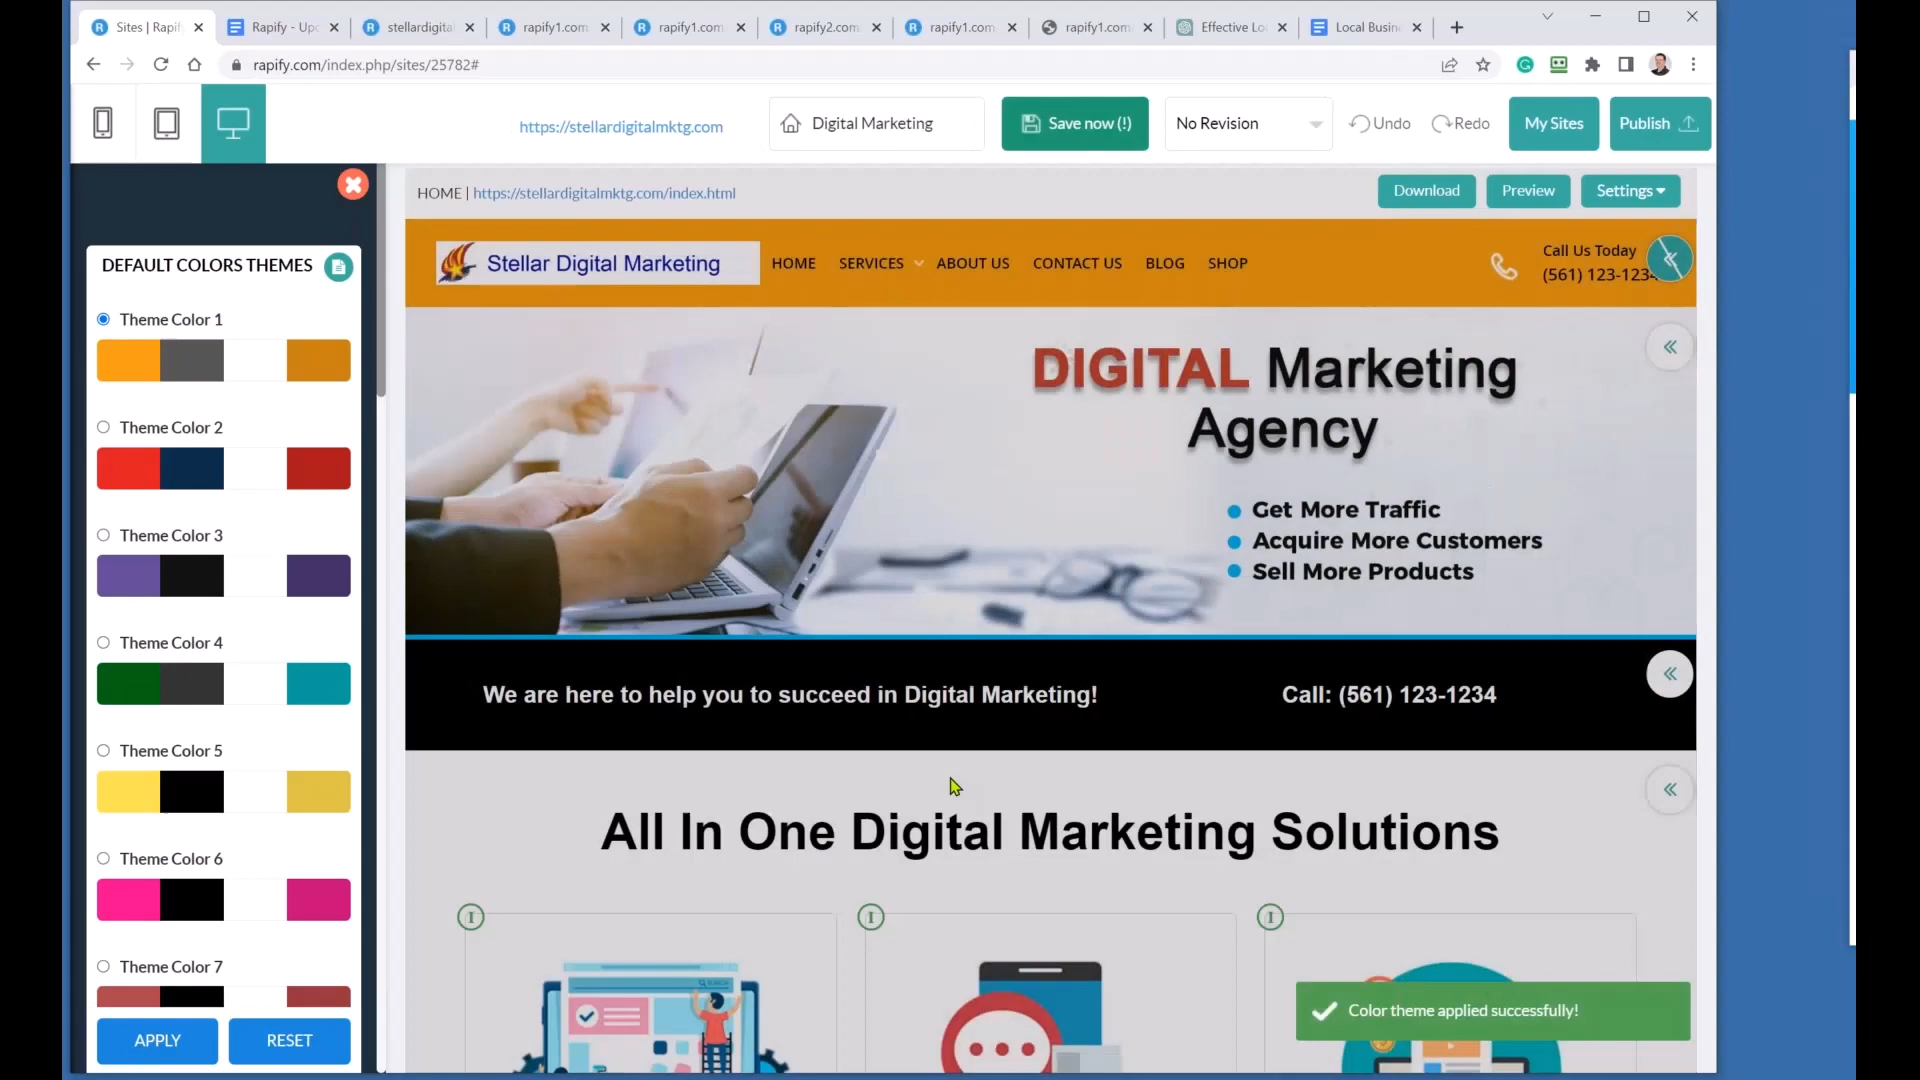 Sites | Rapif
Rapify - Up
stellardigita
rapify1.com
rapify1.com
rapify2.com
rapify1.com
rapify1.com
Effective Lo
Local Busin
rapify.com/index.php/sites/25782#
https://stellardigitalmktg.com
Digital Marketing
Save now (!)
No Revision
Undo
Redo
My Sites
Publish
HOME | https://stellardigitalmktg.com/index.html
Download
Preview
Settings
DEFAULT COLORS THEMES
Theme Color 1
Theme Color 2
Theme Color 3
Theme Color 4
Theme Color 5
Theme Color 6
Theme Color 7
APPLY
RESET
Stellar Digital Marketing
HOME
SERVICES
ABOUT US
CONTACT US
BLOG
SHOP
Call Us Today
(561) 123-1234
DIGITAL Marketing
Agency
Get More Traffic
Acquire More Customers
Sell More Products
We are here to help you to succeed in Digital Marketing!
Call: (561) 123-1234
All In One Digital Marketing Solutions
I
I
I
Color theme applied successfully!